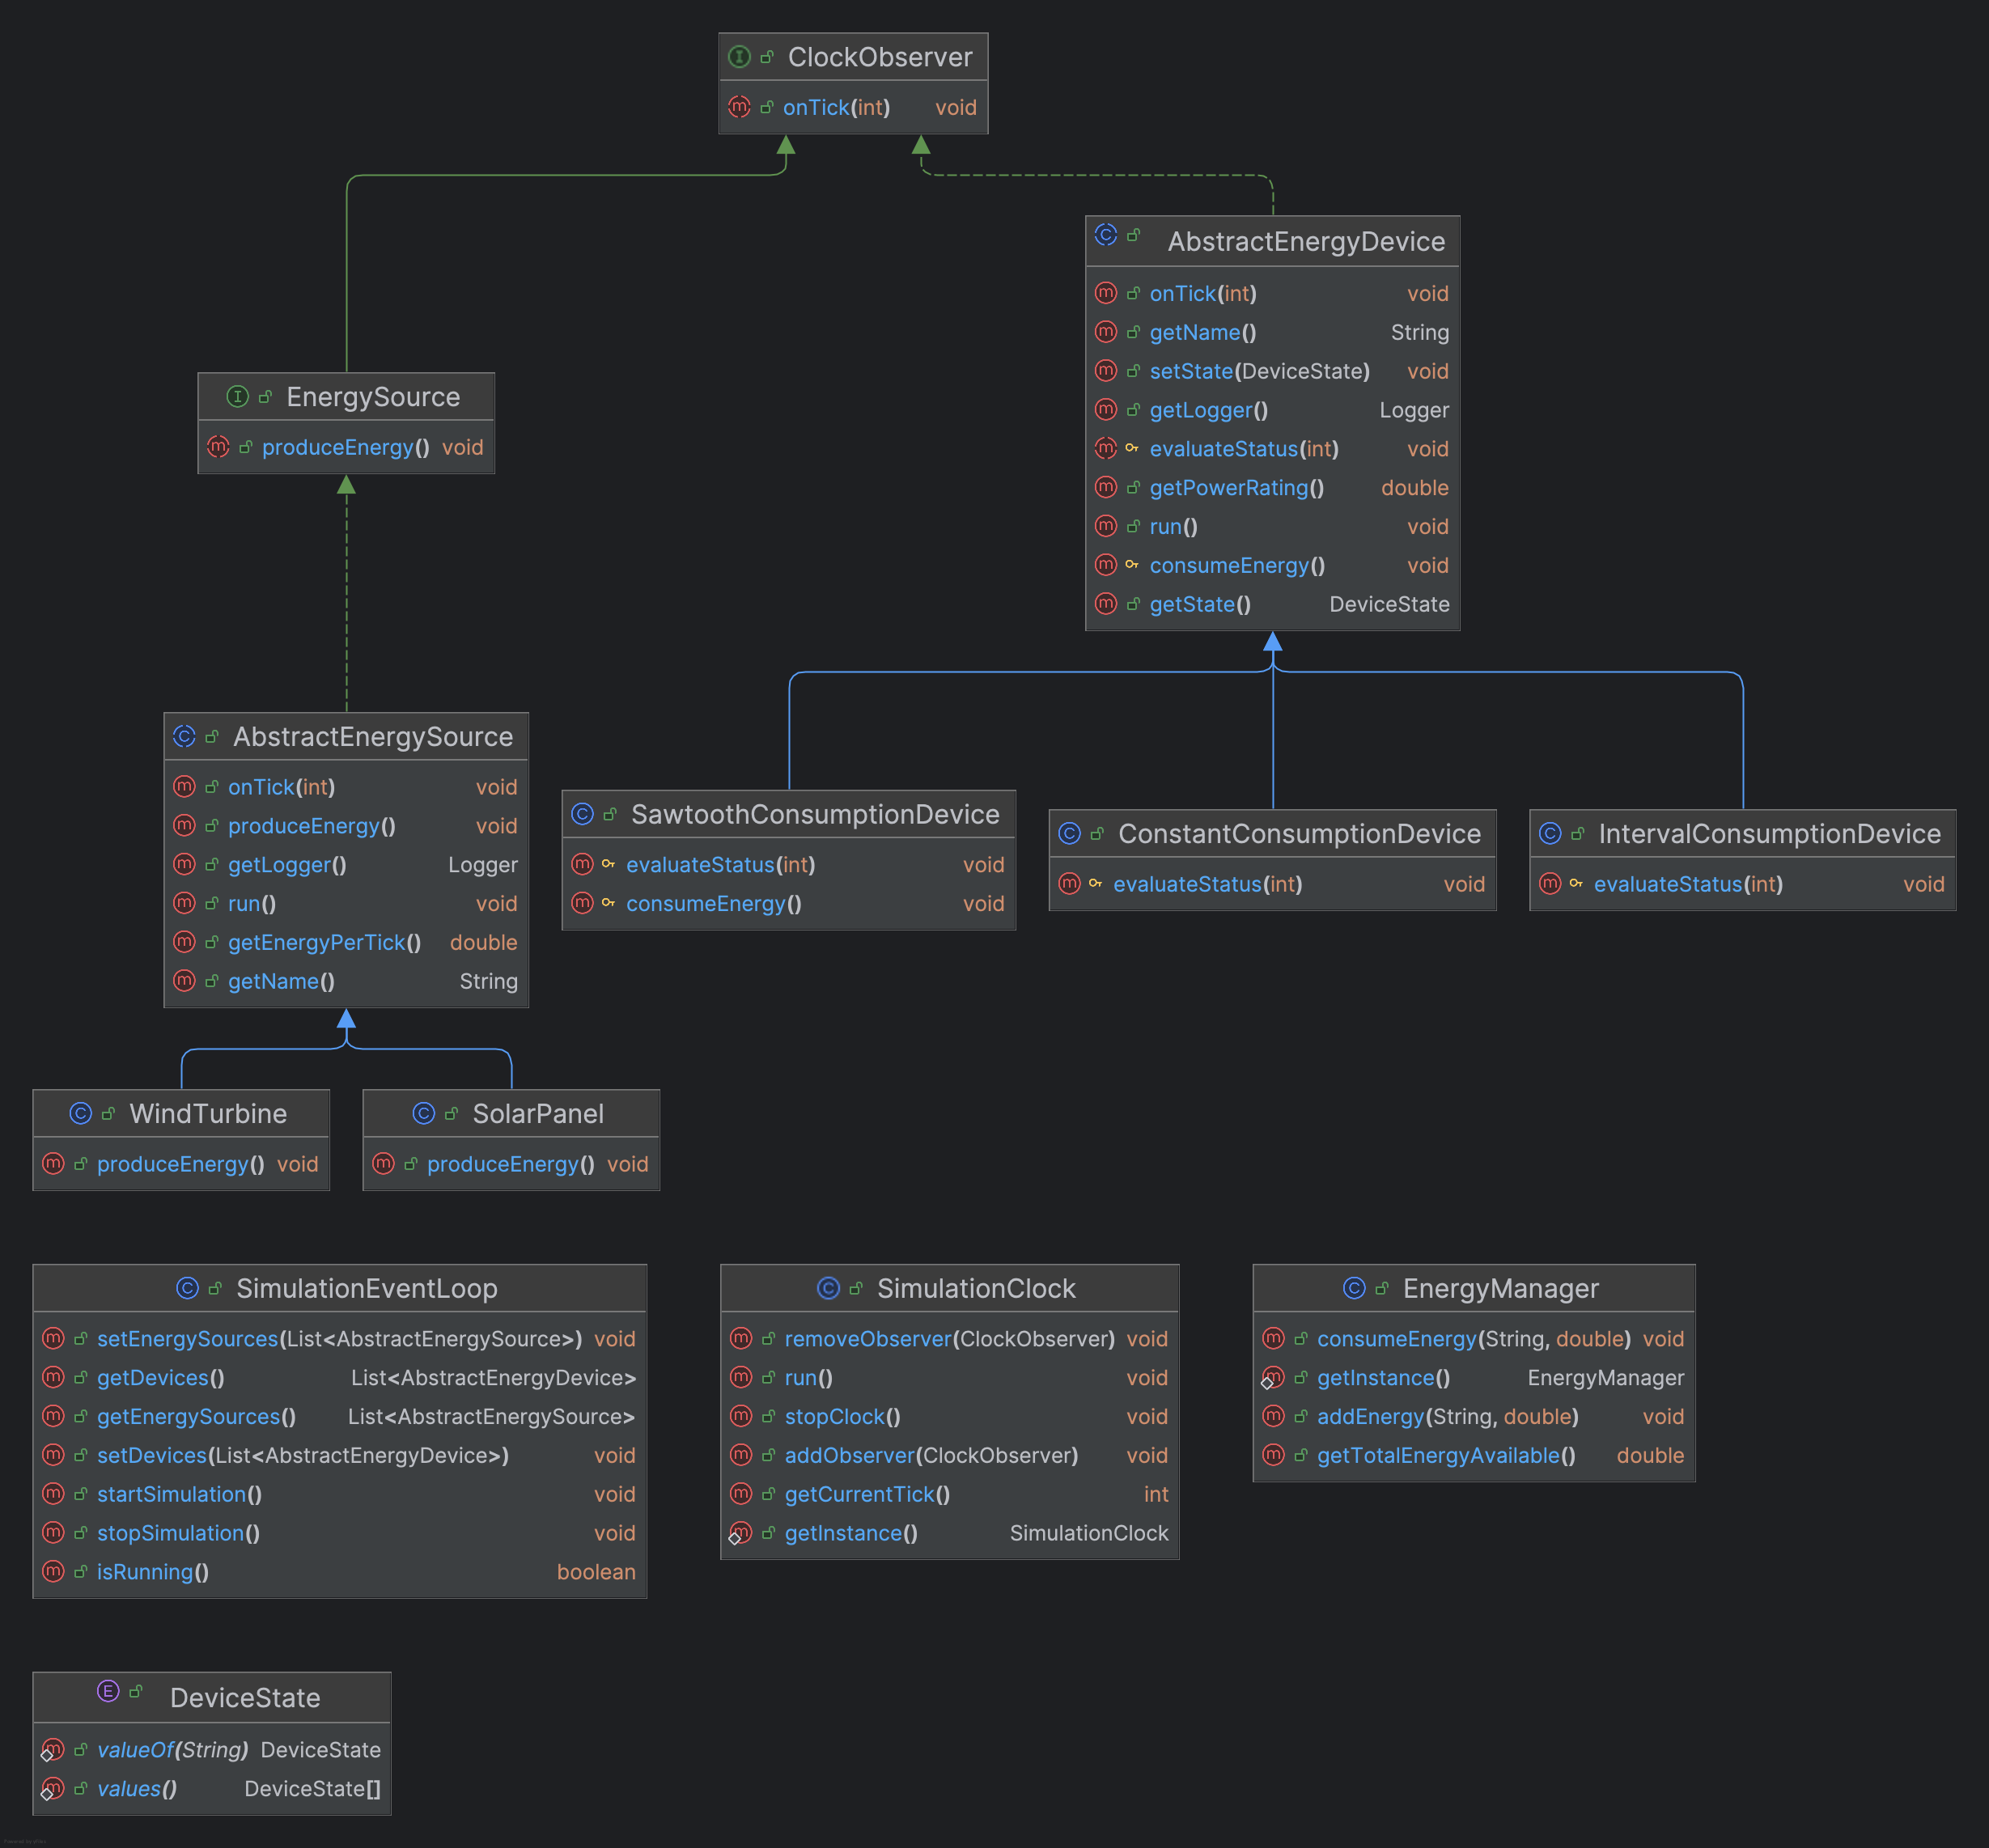 ClockObserver
onTick(int) void
AbstractEnergyDevice
onTick(int) void
getName() String
setState(DeviceState) void
getLogger() Logger
evaluateStatus(int) void
getPowerRating() double
run() void
consumeEnergy() void
getState() DeviceState
EnergySource
produceEnergy() void
AbstractEnergySource
onTick(int) void
produceEnergy() void
getLogger() Logger
run() void
getEnergyPerTick() double
getName() String
SawtoothConsumptionDevice
evaluateStatus(int) void
consumeEnergy() void
ConstantConsumptionDevice
evaluateStatus(int) void
IntervalConsumptionDevice
evaluateStatus(int) void
WindTurbine
produceEnergy() void
SolarPanel
produceEnergy() void
SimulationEventLoop
setEnergySources(List<AbstractEnergySource>) void
getDevices() List<AbstractEnergyDevice>
getEnergySources() List<AbstractEnergySource>
setDevices(List<AbstractEnergyDevice>) void
startSimulation() void
stopSimulation() void
isRunning() boolean
SimulationClock
removeObserver(ClockObserver) void
run() void
stopClock() void
addObserver(ClockObserver) void
getCurrentTick() int
getInstance() SimulationClock
EnergyManager
consumeEnergy(String, double) void
getInstance() EnergyManager
addEnergy(String, double) void
getTotalEnergyAvailable() double
DeviceState
valueOf(String) DeviceState
values() DeviceState[]